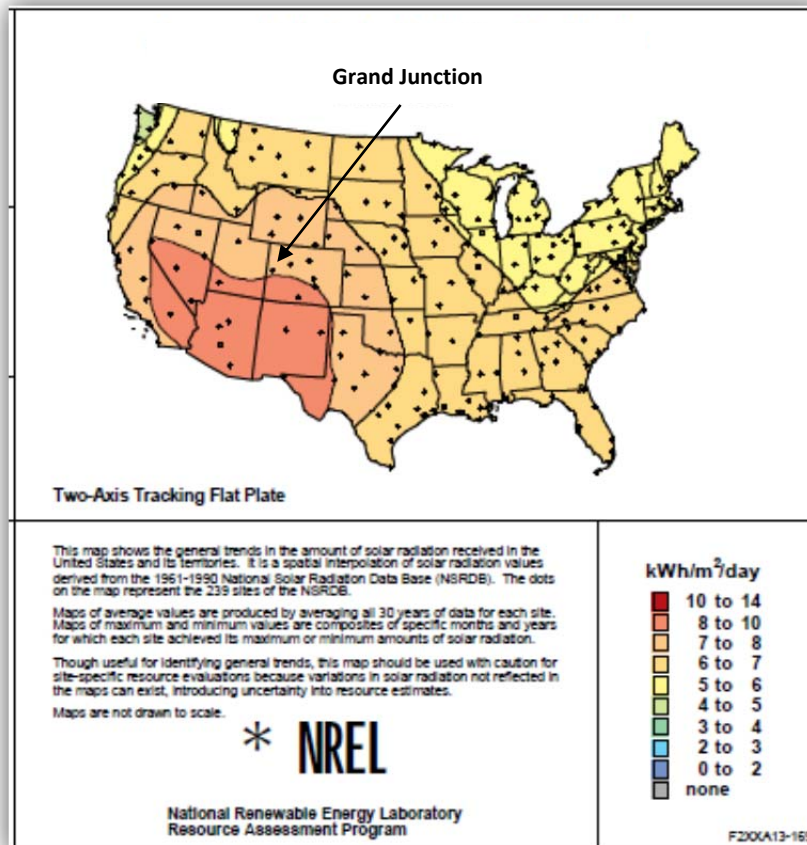 Grand Junction
Two-Axis Tracking Flat Plate
This map shows the general trends in the amount of solar radiation received in the
United States and its territories. It is a spatial interpolation of solar radiation values
derived from the 1961-1990 National Solar Radiation Data Base (NSRDB). The dots
on the map represent the 239 sites of the NSRDB.
Maps of average values are produced by averaging all 30 years of data for each site.
Maps of maximum and minimum values are composites of specific months and years
for which each site achieved its maximum or minimum amounts of solar radiation.
Though useful for identifying general trends, this map should be used with caution for
site-specific resource evaluations because variations in solar radiation not reflected in
the maps can exist, introducing uncertainty into resource estimates.
Maps are not drawn to scale.
* NREL
National Renewable Energy Laboratory
Resource Assessment Program
kWh/m²/day
10 to 14
8 to 10
7 to 8
6 to 7
5 to 6
4 to 5
3 to 4
2 to 3
0 to 2
none